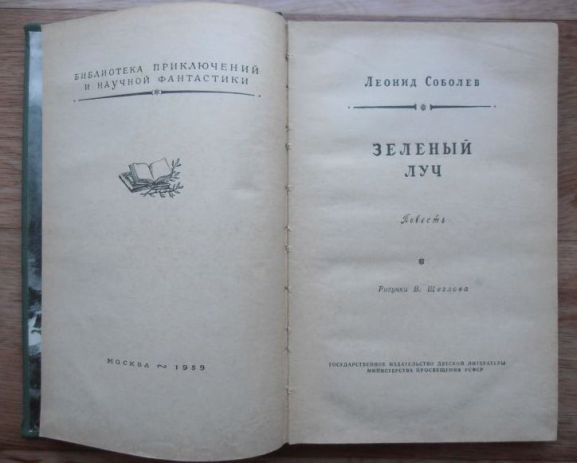 БИБЛИОТЕКА ПРИКЛЮЧЕНИЙ
И НАУЧНОЙ ФАНТАСТИКИ
МОСКВА ~ 1959
ЛЕОНИД СОБОЛЕВ
ЗЕЛЕНЫЙ
ЛУЧ
Повесть
Рисунки В. Щеглова
ГОСУДАРСТВЕННОЕ ИЗДАТЕЛЬСТВО ДЕТСКОЙ ЛИТЕРАТУРЫ
МИНИСТЕРСТВА ПРОСВЕЩЕНИЯ РСФСР